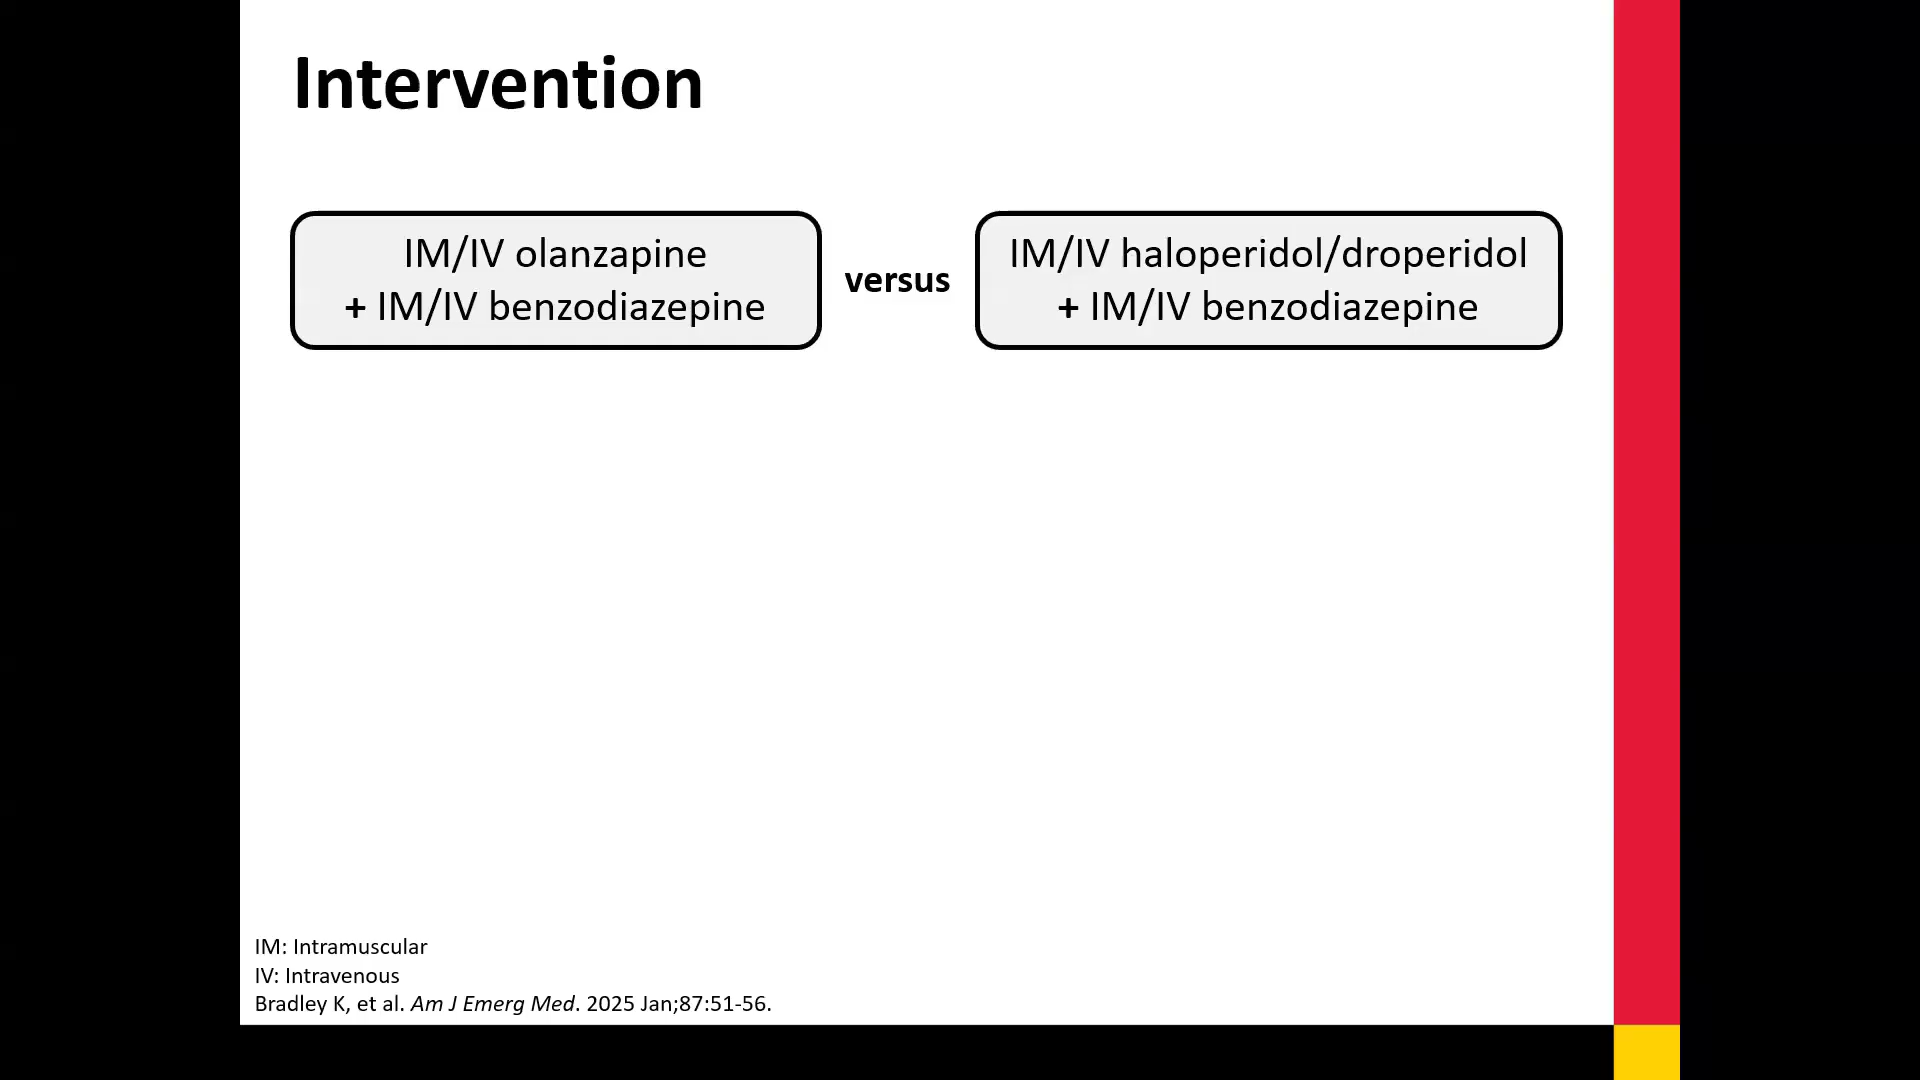 Intervention
IM/IV olanzapine
+ IM/IV benzodiazepine
versus
IM/IV haloperidol/droperidol
+ IM/IV benzodiazepine
IM: Intramuscular
IV: Intravenous
Bradley K, et al. Am J Emerg Med. 2025 Jan;87:51-56.